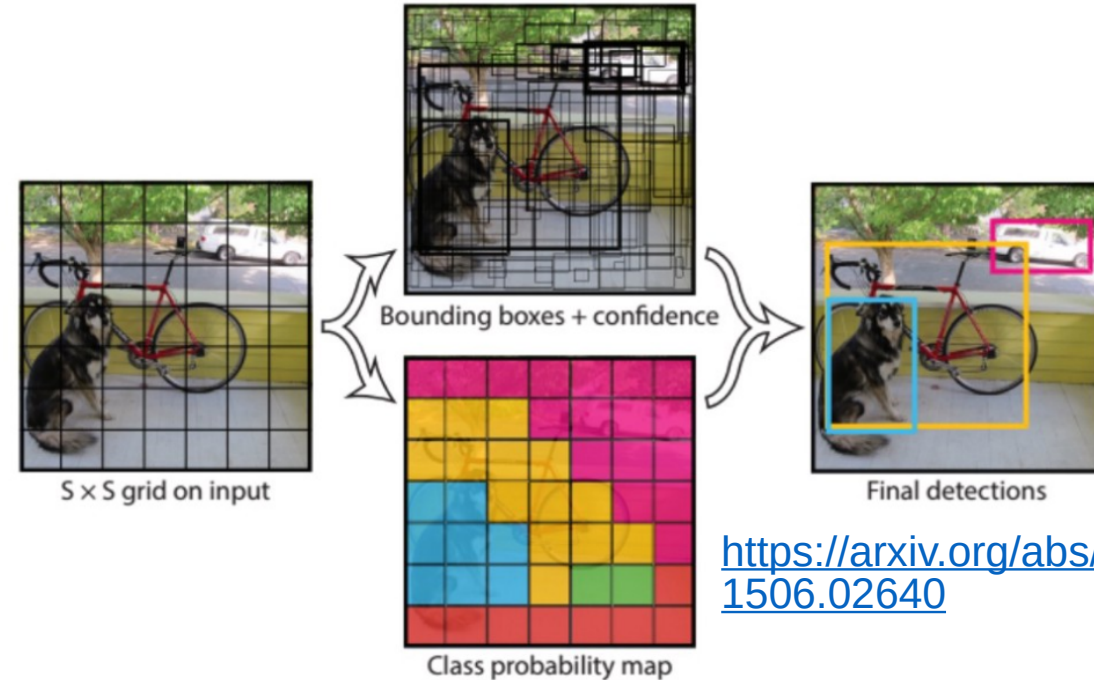 Bounding boxes + confidence
S × S grid on input
Final detections
https://arxiv.org/abs/
1506.02640
Class probability map